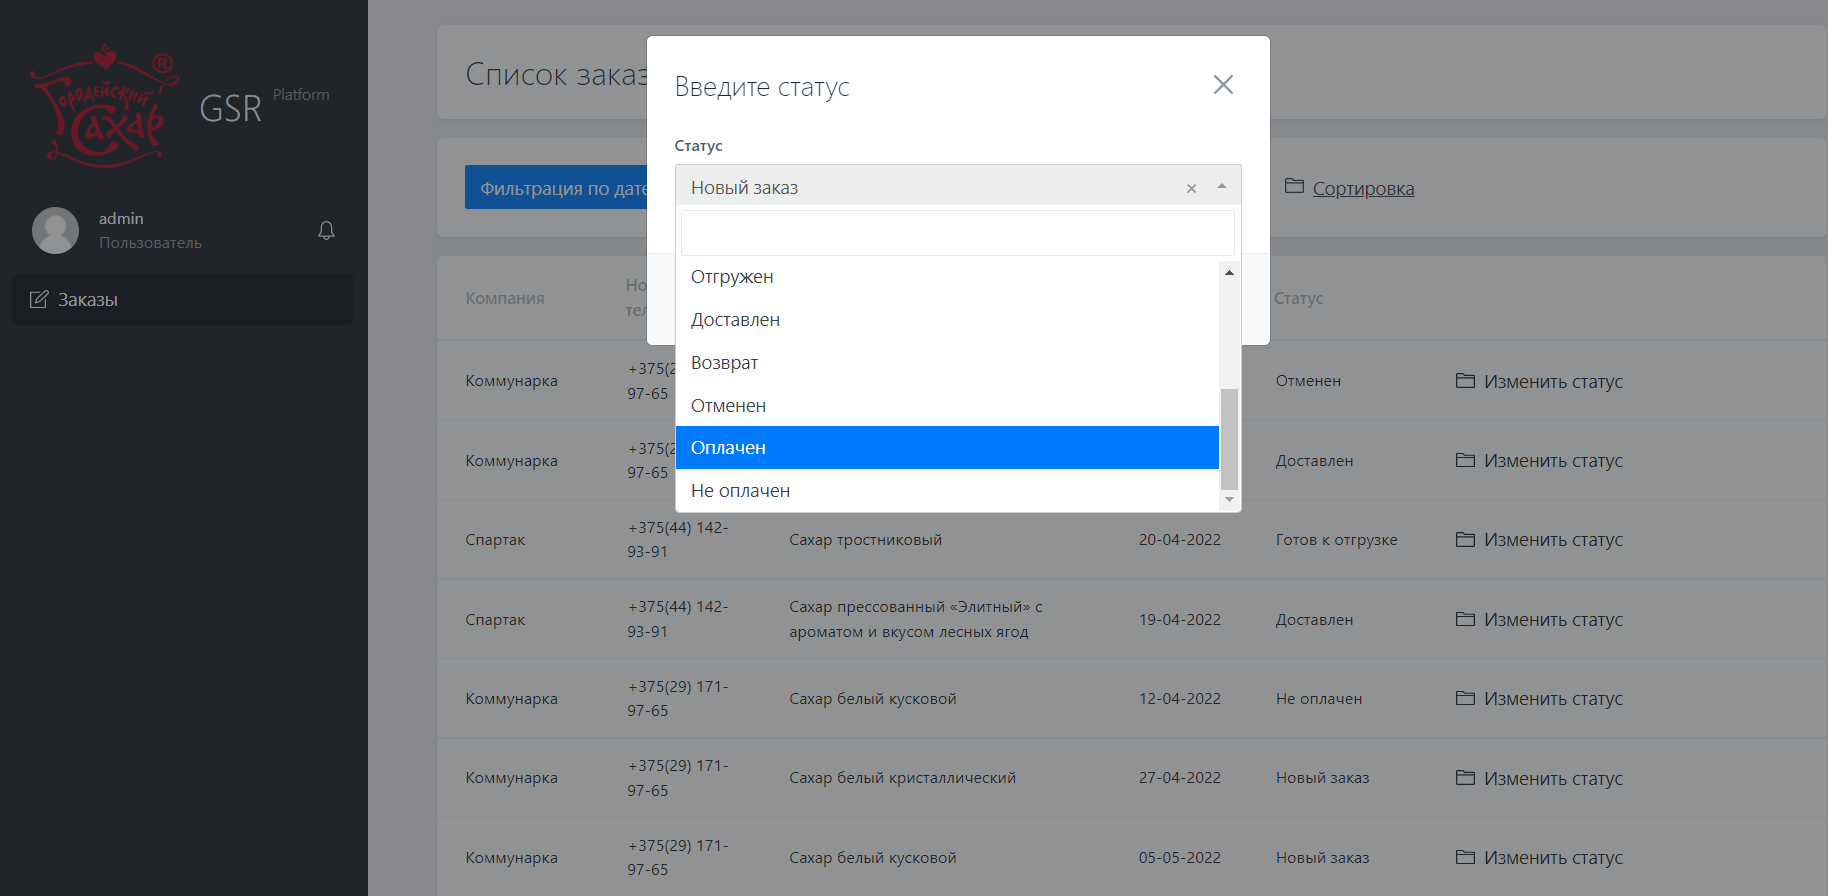 Городейский
Сахар
®
GSR Platform
admin
Пользователь
Заказы
Список заказ
Фильтрация по дате
Сортировка
Введите статус
Статус
Новый заказ
Отгружен
Доставлен
Возврат
Отменен
Оплачен
Не оплачен
Компания
Но
тел
Статус
Коммунарка
+375(2
97-65
Отменен
Изменить статус
Коммунарка
+375(2
97-65
Доставлен
Изменить статус
Спартак
+375(44) 142-
93-91
Сахар тростниковый
20-04-2022
Готов к отгрузке
Изменить статус
Спартак
+375(44) 142-
93-91
Сахар прессованный «Элитный» с
ароматом и вкусом лесных ягод
19-04-2022
Доставлен
Изменить статус
Коммунарка
+375(29) 171-
97-65
Сахар белый кусковой
12-04-2022
Не оплачен
Изменить статус
Коммунарка
+375(29) 171-
97-65
Сахар белый кристаллический
27-04-2022
Новый заказ
Изменить статус
Коммунарка
+375(29) 171-
97-65
Сахар белый кусковой
05-05-2022
Новый заказ
Изменить статус